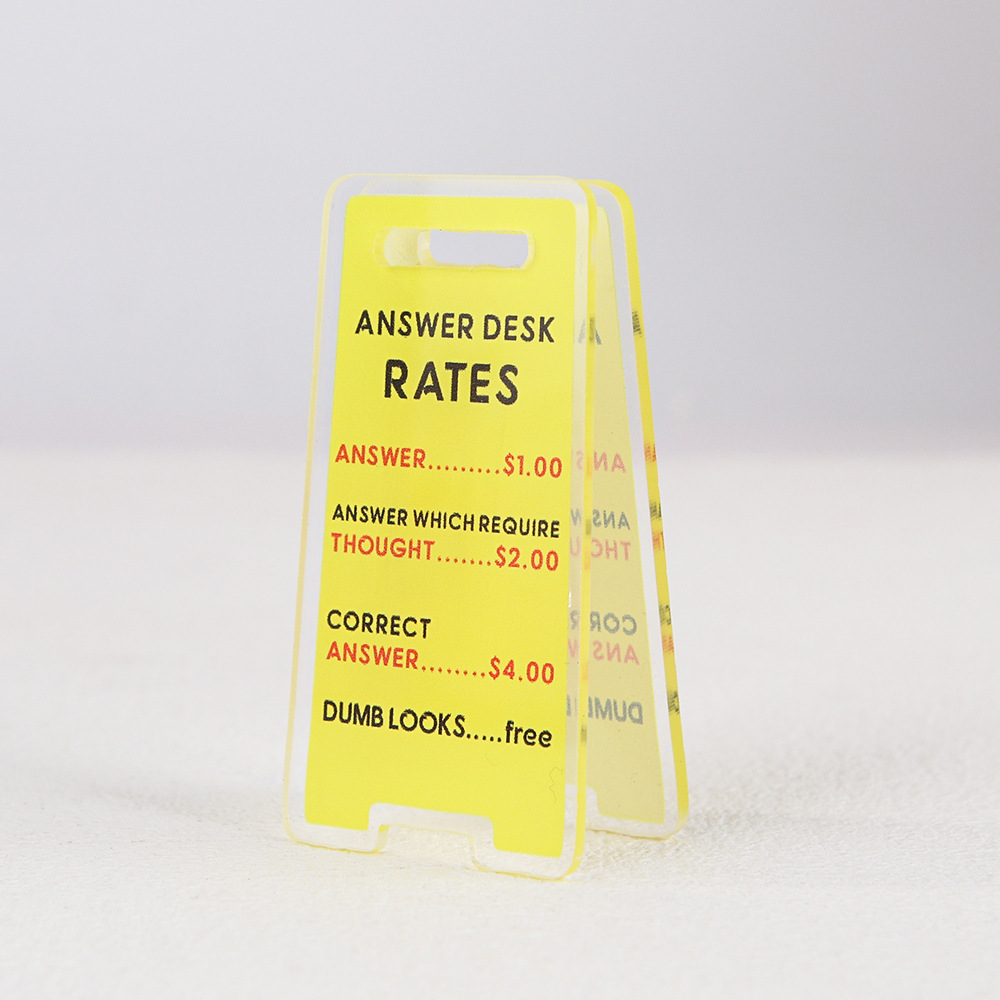 ANSWER DESK
RATES
ANSWER.........$1.00
ANSWER WHICH REQUIRE
THOUGHT.......$2.00
CORRECT
ANSWER........$4.00
DUMB LOOKS.....free